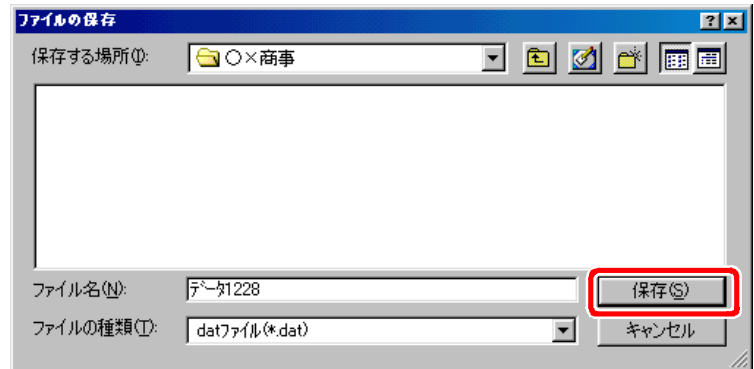 ファイルの保存
保存する場所(I):
○×商事
ファイル名(N):
データ1228
保存(S)
ファイルの種類(T):
datファイル(*.dat)
キャンセル